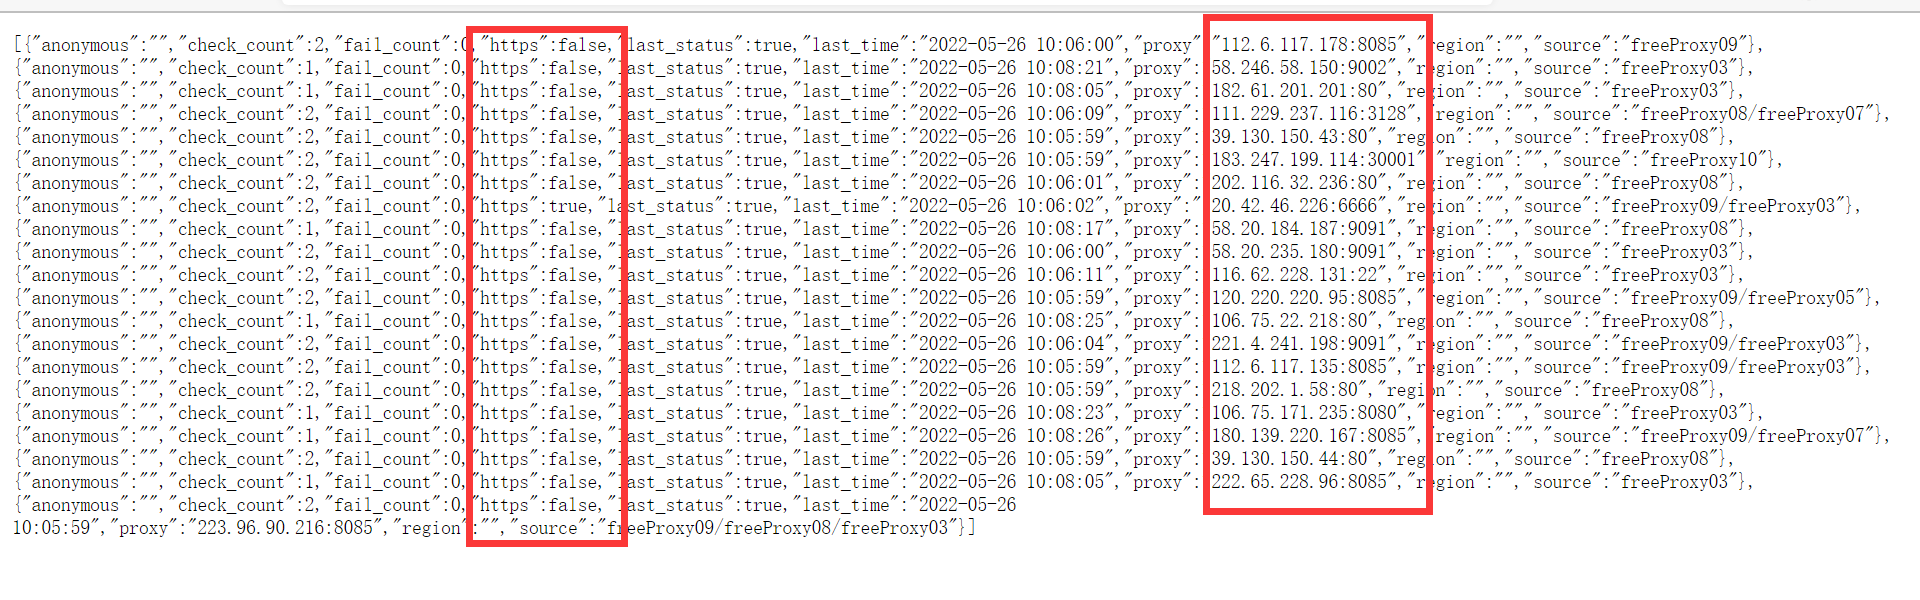 [{"anonymous":"","check_count":2,"fail_count":0,"https":false,"last_status":true,"last_time":"2022-05-26 10:06:00","proxy":"112.6.117.178:8085","region":"","source":"freeProxy09"},
{"anonymous":"","check_count":1,"fail_count":0,"https":false,"last_status":true,"last_time":"2022-05-26 10:08:21","proxy":"58.246.58.150:9002","region":"","source":"freeProxy03"},
{"anonymous":"","check_count":1,"fail_count":0,"https":false,"last_status":true,"last_time":"2022-05-26 10:08:05","proxy":"182.61.201.201:80","region":"","source":"freeProxy03"},
{"anonymous":"","check_count":2,"fail_count":0,"https":false,"last_status":true,"last_time":"2022-05-26 10:06:09","proxy":"111.229.237.116:3128","region":"","source":"freeProxy08/freeProxy07"},
{"anonymous":"","check_count":2,"fail_count":0,"https":false,"last_status":true,"last_time":"2022-05-26 10:05:59","proxy":"39.130.150.43:80","region":"","source":"freeProxy08"},
{"anonymous":"","check_count":2,"fail_count":0,"https":false,"last_status":true,"last_time":"2022-05-26 10:05:59","proxy":"183.247.199.114:30001","region":"","source":"freeProxy10"},
{"anonymous":"","check_count":2,"fail_count":0,"https":false,"last_status":true,"last_time":"2022-05-26 10:06:01","proxy":"202.116.32.236:80","region":"","source":"freeProxy08"},
{"anonymous":"","check_count":2,"fail_count":0,"https":true,"last_status":true,"last_time":"2022-05-26 10:06:02","proxy":"20.42.46.226:6666","region":"","source":"freeProxy09/freeProxy03"},
{"anonymous":"","check_count":1,"fail_count":0,"https":false,"last_status":true,"last_time":"2022-05-26 10:08:17","proxy":"58.20.184.187:9091","region":"","source":"freeProxy08"},
{"anonymous":"","check_count":2,"fail_count":0,"https":false,"last_status":true,"last_time":"2022-05-26 10:06:00","proxy":"58.20.235.180:9091","region":"","source":"freeProxy03"},
{"anonymous":"","check_count":2,"fail_count":0,"https":false,"last_status":true,"last_time":"2022-05-26 10:06:11","proxy":"116.62.228.131:22","region":"","source":"freeProxy03"},
{"anonymous":"","check_count":2,"fail_count":0,"https":false,"last_status":true,"last_time":"2022-05-26 10:05:59","proxy":"120.220.220.95:8085","region":"","source":"freeProxy09/freeProxy05"},
{"anonymous":"","check_count":1,"fail_count":0,"https":false,"last_status":true,"last_time":"2022-05-26 10:08:25","proxy":"106.75.22.218:80","region":"","source":"freeProxy08"},
{"anonymous":"","check_count":2,"fail_count":0,"https":false,"last_status":true,"last_time":"2022-05-26 10:06:04","proxy":"221.4.241.198:9091","region":"","source":"freeProxy09/freeProxy03"},
{"anonymous":"","check_count":2,"fail_count":0,"https":false,"last_status":true,"last_time":"2022-05-26 10:05:59","proxy":"112.6.117.135:8085","region":"","source":"freeProxy09/freeProxy03"},
{"anonymous":"","check_count":2,"fail_count":0,"https":false,"last_status":true,"last_time":"2022-05-26 10:05:59","proxy":"218.202.1.58:80","region":"","source":"freeProxy08"},
{"anonymous":"","check_count":1,"fail_count":0,"https":false,"last_status":true,"last_time":"2022-05-26 10:08:23","proxy":"106.75.171.235:8080","region":"","source":"freeProxy03"},
{"anonymous":"","check_count":1,"fail_count":0,"https":false,"last_status":true,"last_time":"2022-05-26 10:08:26","proxy":"180.139.220.167:8085","region":"","source":"freeProxy09/freeProxy07"},
{"anonymous":"","check_count":2,"fail_count":0,"https":false,"last_status":true,"last_time":"2022-05-26 10:05:59","proxy":"39.130.150.44:80","region":"","source":"freeProxy08"},
{"anonymous":"","check_count":1,"fail_count":0,"https":false,"last_status":true,"last_time":"2022-05-26 10:08:05","proxy":"222.65.228.96:8085","region":"","source":"freeProxy03"},
{"anonymous":"","check_count":2,"fail_count":0,"https":false,"last_status":true,"last_time":"2022-05-26
10:05:59","proxy":"223.96.90.216:8085","region":"","source":"freeProxy09/freeProxy08/freeProxy03"}]